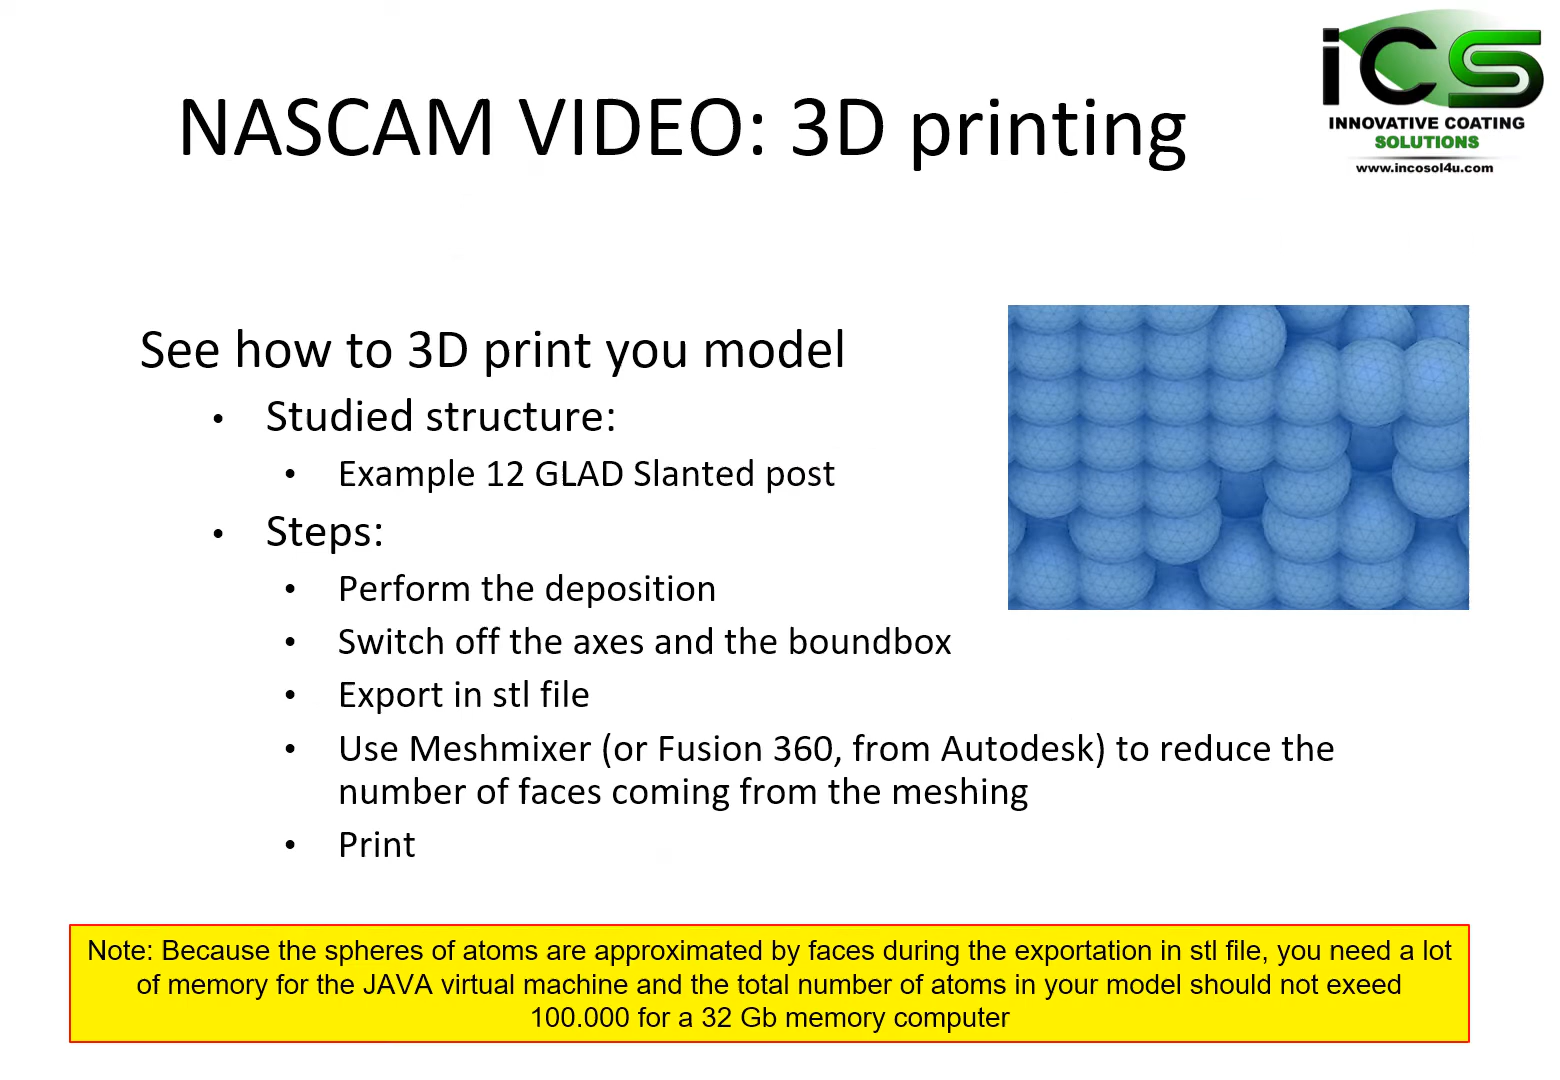 iCS
INNOVATIVE COATING
SOLUTIONS
www.incosol4u.com
NASCAM VIDEO: 3D printing
See how to 3D print you model
• Studied structure:
• Example 12 GLAD Slanted post
• Steps:
• Perform the deposition
• Switch off the axes and the boundbox
• Export in stl file
• Use Meshmixer (or Fusion 360, from Autodesk) to reduce the
number of faces coming from the meshing
• Print
Note: Because the spheres of atoms are approximated by faces during the exportation in stl file, you need a lot
of memory for the JAVA virtual machine and the total number of atoms in your model should not exeed
100.000 for a 32 Gb memory computer